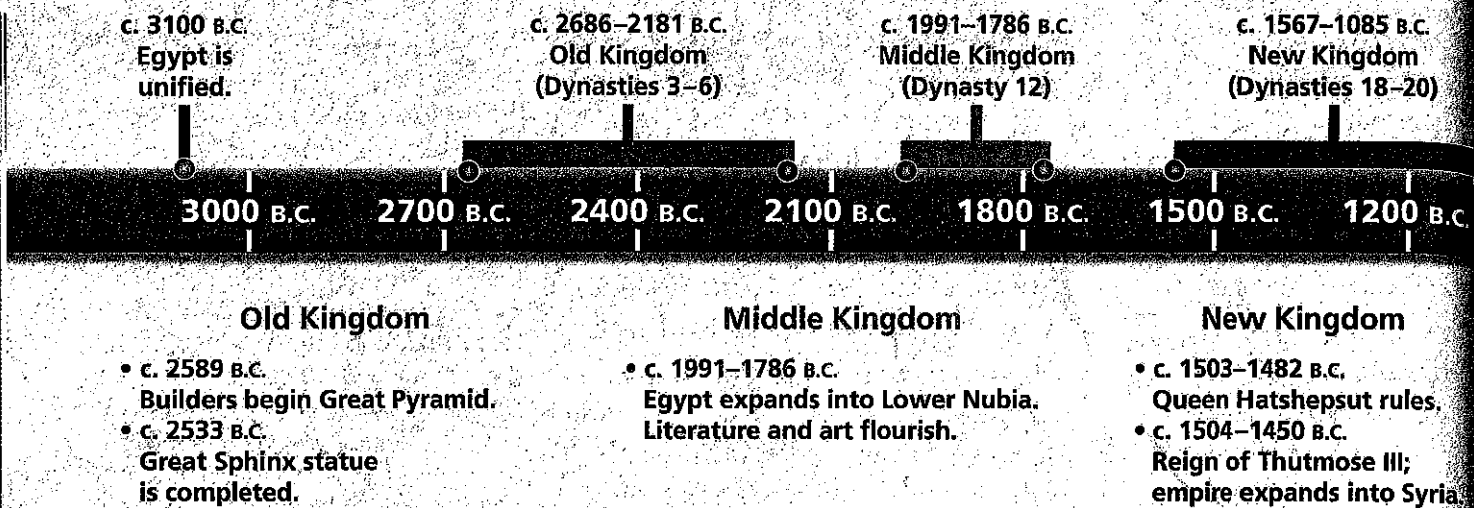 c. 3100 B.C.
Egypt is
unified.
c. 2686–2181 B.C.
Old Kingdom
(Dynasties 3–6)
c. 1991–1786 B.C.
Middle Kingdom
(Dynasty 12)
c. 1567–1085 B.C.
New Kingdom
(Dynasties 18–20)
3000 B.C. 2700 B.C. 2400 B.C. 2100 B.C. 1800 B.C. 1500 B.C. 1200 B.C.
Old Kingdom
• c. 2589 B.C.
Builders begin Great Pyramid.
• c. 2533 B.C.
Great Sphinx statue
is completed.
Middle Kingdom
• c. 1991–1786 B.C.
Egypt expands into Lower Nubia.
Literature and art flourish.
New Kingdom
• c. 1503–1482 B.C.
Queen Hatshepsut rules.
• c. 1504–1450 B.C.
Reign of Thutmose III;
empire expands into Syria.